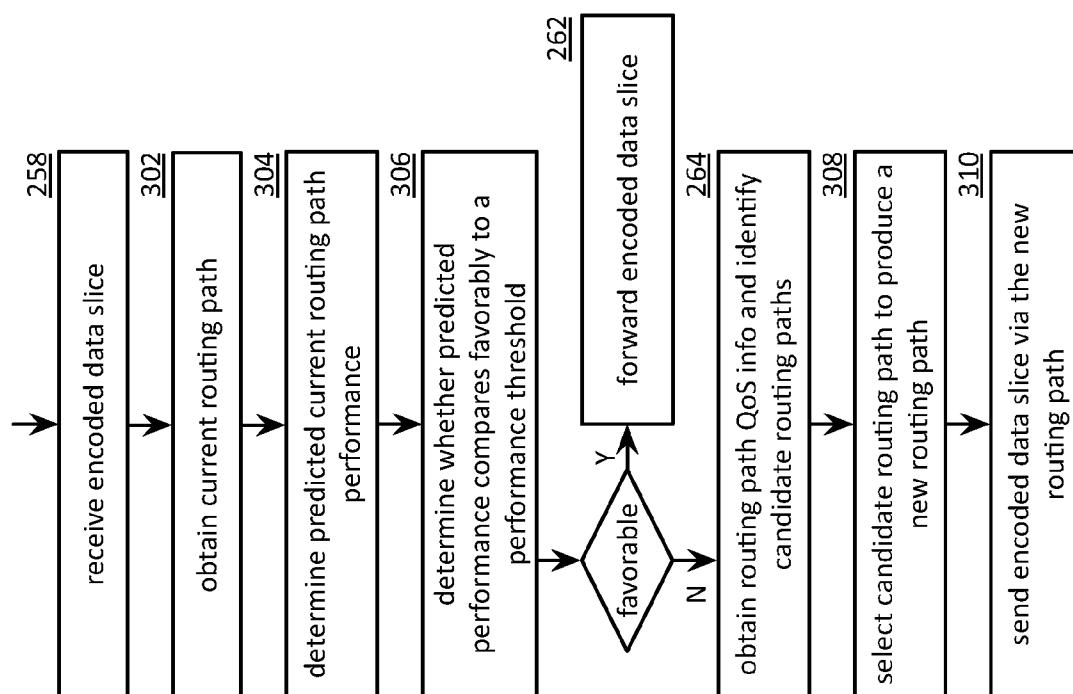 258
receive encoded data slice
302
obtain current routing path
304
determine predicted current routing path
performance
306
determine whether predicted
performance compares favorably to a
performance threshold
favorable
Y
N
262
forward encoded data slice
264
obtain routing path QoS info and identify
candidate routing paths
308
select candidate routing path to produce a
new routing path
310
send encoded data slice via the new
routing path